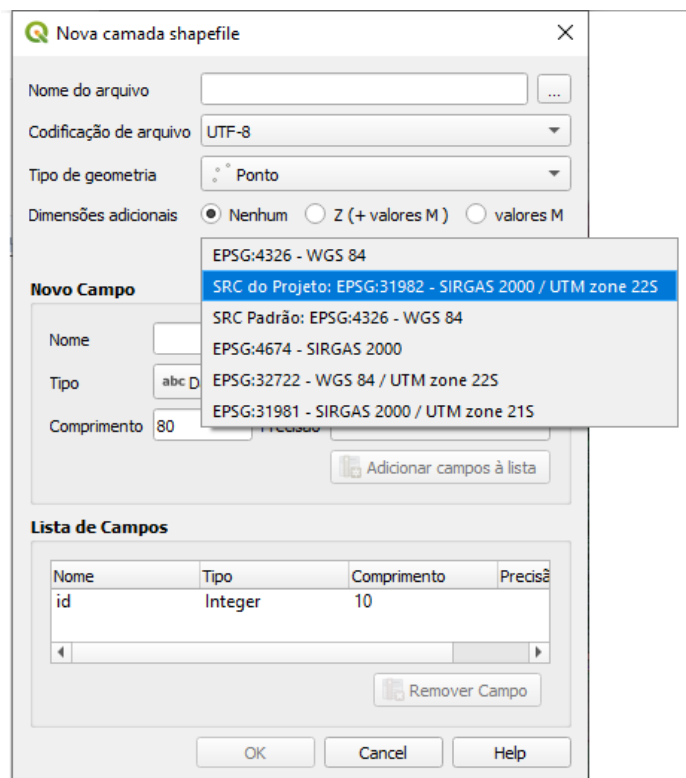 Nova camada shapefile
Nome do arquivo
...
Codificação de arquivo UTF-8
Tipo de geometria Ponto
Dimensões adicionais Nenhum Z (+ valores M ) valores M
EPSG:4326 - WGS 84
SRC do Projeto: EPSG:31982 - SIRGAS 2000 / UTM zone 22S
SRC Padrão: EPSG:4326 - WGS 84
EPSG:4674 - SIRGAS 2000
EPSG:32722 - WGS 84 / UTM zone 22S
EPSG:31981 - SIRGAS 2000 / UTM zone 21S
Novo Campo
Nome
Tipo abc D
Comprimento 80
Adicionar campos à lista
Lista de Campos
Nome Tipo Comprimento Precisã
id Integer 10
Remover Campo
OK Cancel Help